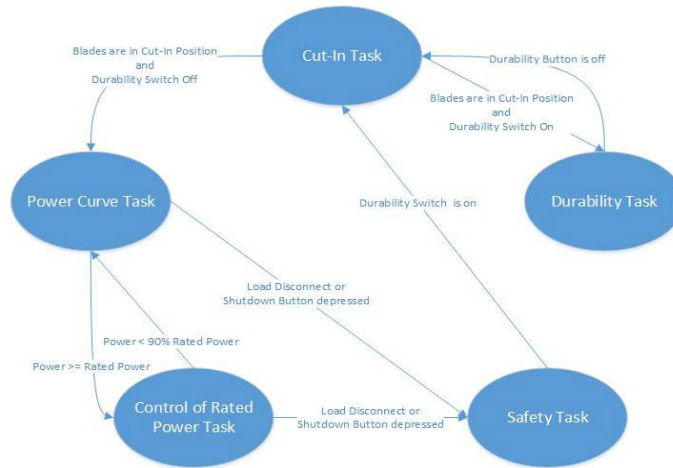 Cut-In Task
Blades are in Cut-In Position
and
Durability Switch Off
Durability Button is off
Blades are in Cut-In Position
and
Durability Switch On
Power Curve Task
Durability Switch is on
Durability Task
Load Disconnect or
Shutdown Button depressed
Power < 90% Rated Power
Power >= Rated Power
Control of Rated
Power Task
Load Disconnect or
Shutdown Button depressed
Safety Task